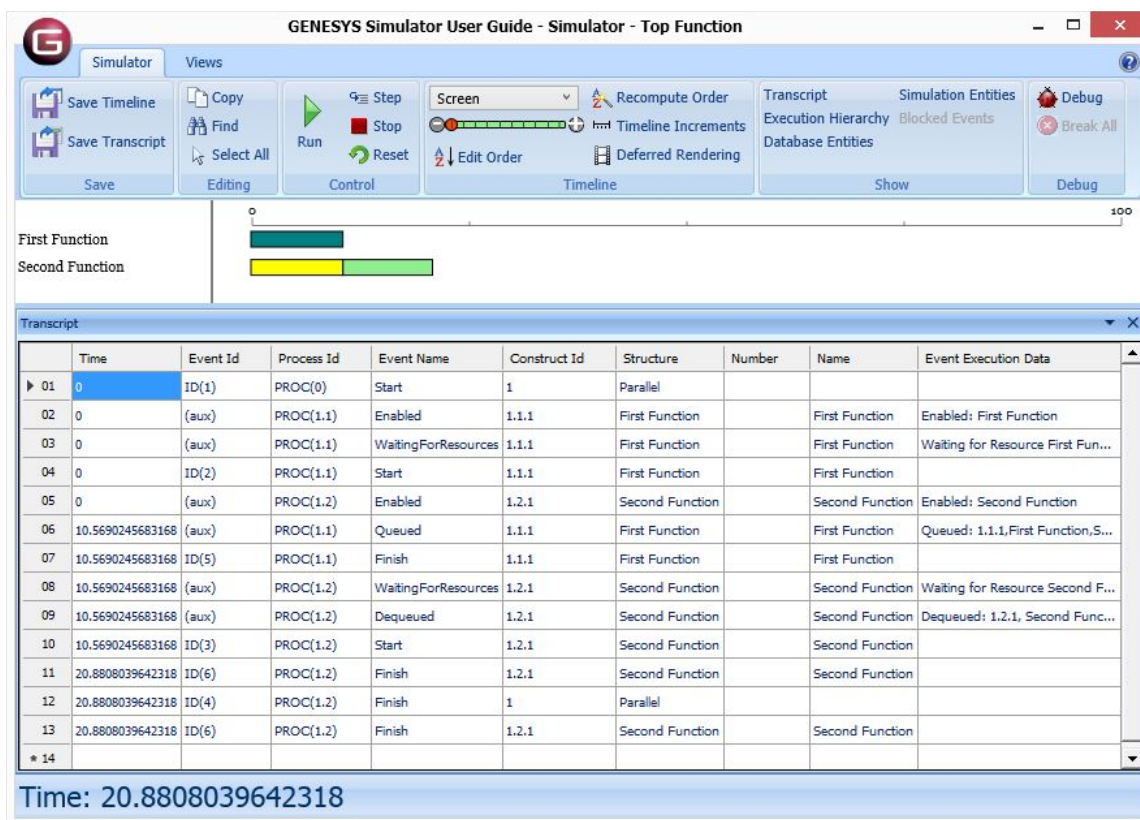 GENESYS Simulator User Guide - Simulator - Top Function
G
Simulator Views
Save Timeline
Save Transcript
Save
Copy
Find
Select All
Editing
Run
Step
Stop
Reset
Control
Screen
Edit Order
Recompute Order
Timeline Increments
Deferred Rendering
Timeline
Transcript Simulation Entities
Execution Hierarchy Blocked Events
Database Entities
Show
Debug
Break All
Debug
0 100
First Function
Second Function
Transcript
Time Event Id Process Id Event Name Construct Id Structure Number Name Event Execution Data
01 0 ID(1) PROC(0) Start 1 Parallel
02 0 (aux) PROC(1.1) Enabled 1.1.1 First Function First Function Enabled: First Function
03 0 (aux) PROC(1.1) WaitingForResources 1.1.1 First Function First Function Waiting for Resource First Fun...
04 0 ID(2) PROC(1.1) Start 1.1.1 First Function First Function
05 0 (aux) PROC(1.2) Enabled 1.2.1 Second Function Second Function Enabled: Second Function
06 10.5690245683168 (aux) PROC(1.1) Queued 1.1.1 First Function First Function Queued: 1.1.1,First Function,S...
07 10.5690245683168 ID(5) PROC(1.1) Finish 1.1.1 First Function First Function
08 10.5690245683168 (aux) PROC(1.2) WaitingForResources 1.2.1 Second Function Second Function Waiting for Resource Second F...
09 10.5690245683168 (aux) PROC(1.2) Dequeued 1.2.1 Second Function Second Function Dequeued: 1.2.1, Second Func...
10 10.5690245683168 ID(3) PROC(1.2) Start 1.2.1 Second Function Second Function
11 20.8808039642318 ID(6) PROC(1.2) Finish 1.2.1 Second Function Second Function
12 20.8808039642318 ID(4) PROC(1.2) Finish 1 Parallel
13 20.8808039642318 ID(6) PROC(1.2) Finish 1.2.1 Second Function Second Function
* 14
Time: 20.8808039642318